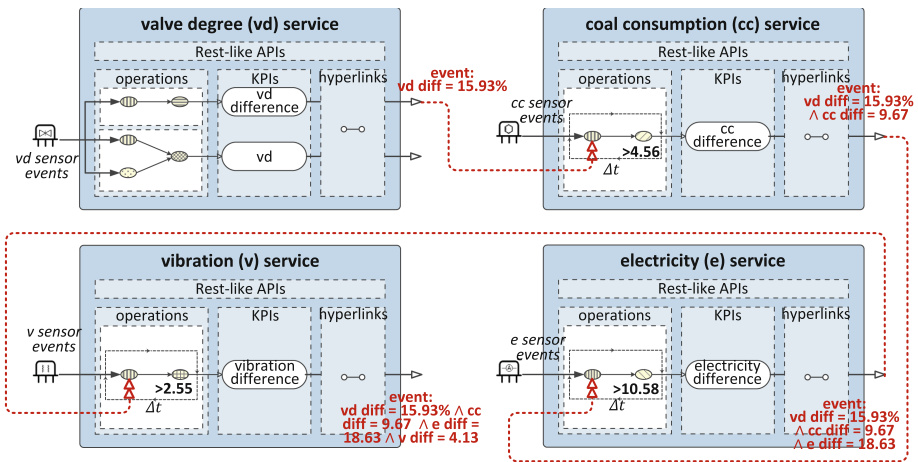 valve degree (vd) service
Rest-like APIs
operations
KPIs
hyperlinks
vd
difference
vd
vd sensor
events
event:
vd diff = 15.93%
coal consumption (cc) service
Rest-like APIs
operations
KPIs
hyperlinks
cc sensor
events
>4.56
Δt
cc
difference
event:
vd diff = 15.93%
∧ cc diff = 9.67
vibration (v) service
Rest-like APIs
operations
KPIs
hyperlinks
v sensor
events
>2.55
Δt
vibration
difference
event:
vd diff = 15.93% ∧ cc
diff = 9.67 ∧ e diff =
18.63 ∧ v diff = 4.13
electricity (e) service
Rest-like APIs
operations
KPIs
hyperlinks
e sensor
events
>10.58
Δt
electricity
difference
event:
vd diff = 15.93%
∧ cc diff = 9.67
∧ e diff = 18.63